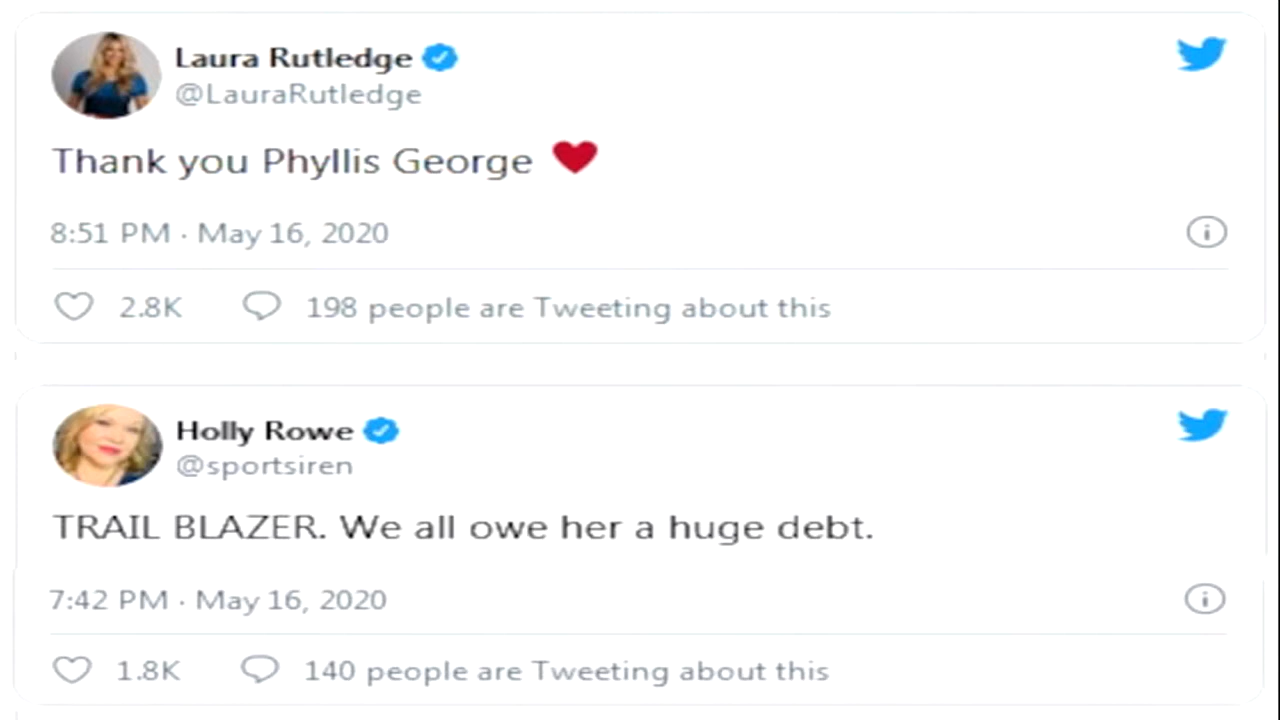 Laura Rutledge
@LauraRutledge
Thank you Phyllis George ❤
8:51 PM · May 16, 2020
2.8K 198 people are Tweeting about this
Holly Rowe
@sportsiren
TRAIL BLAZER. We all owe her a huge debt.
7:42 PM · May 16, 2020
1.8K 140 people are Tweeting about this